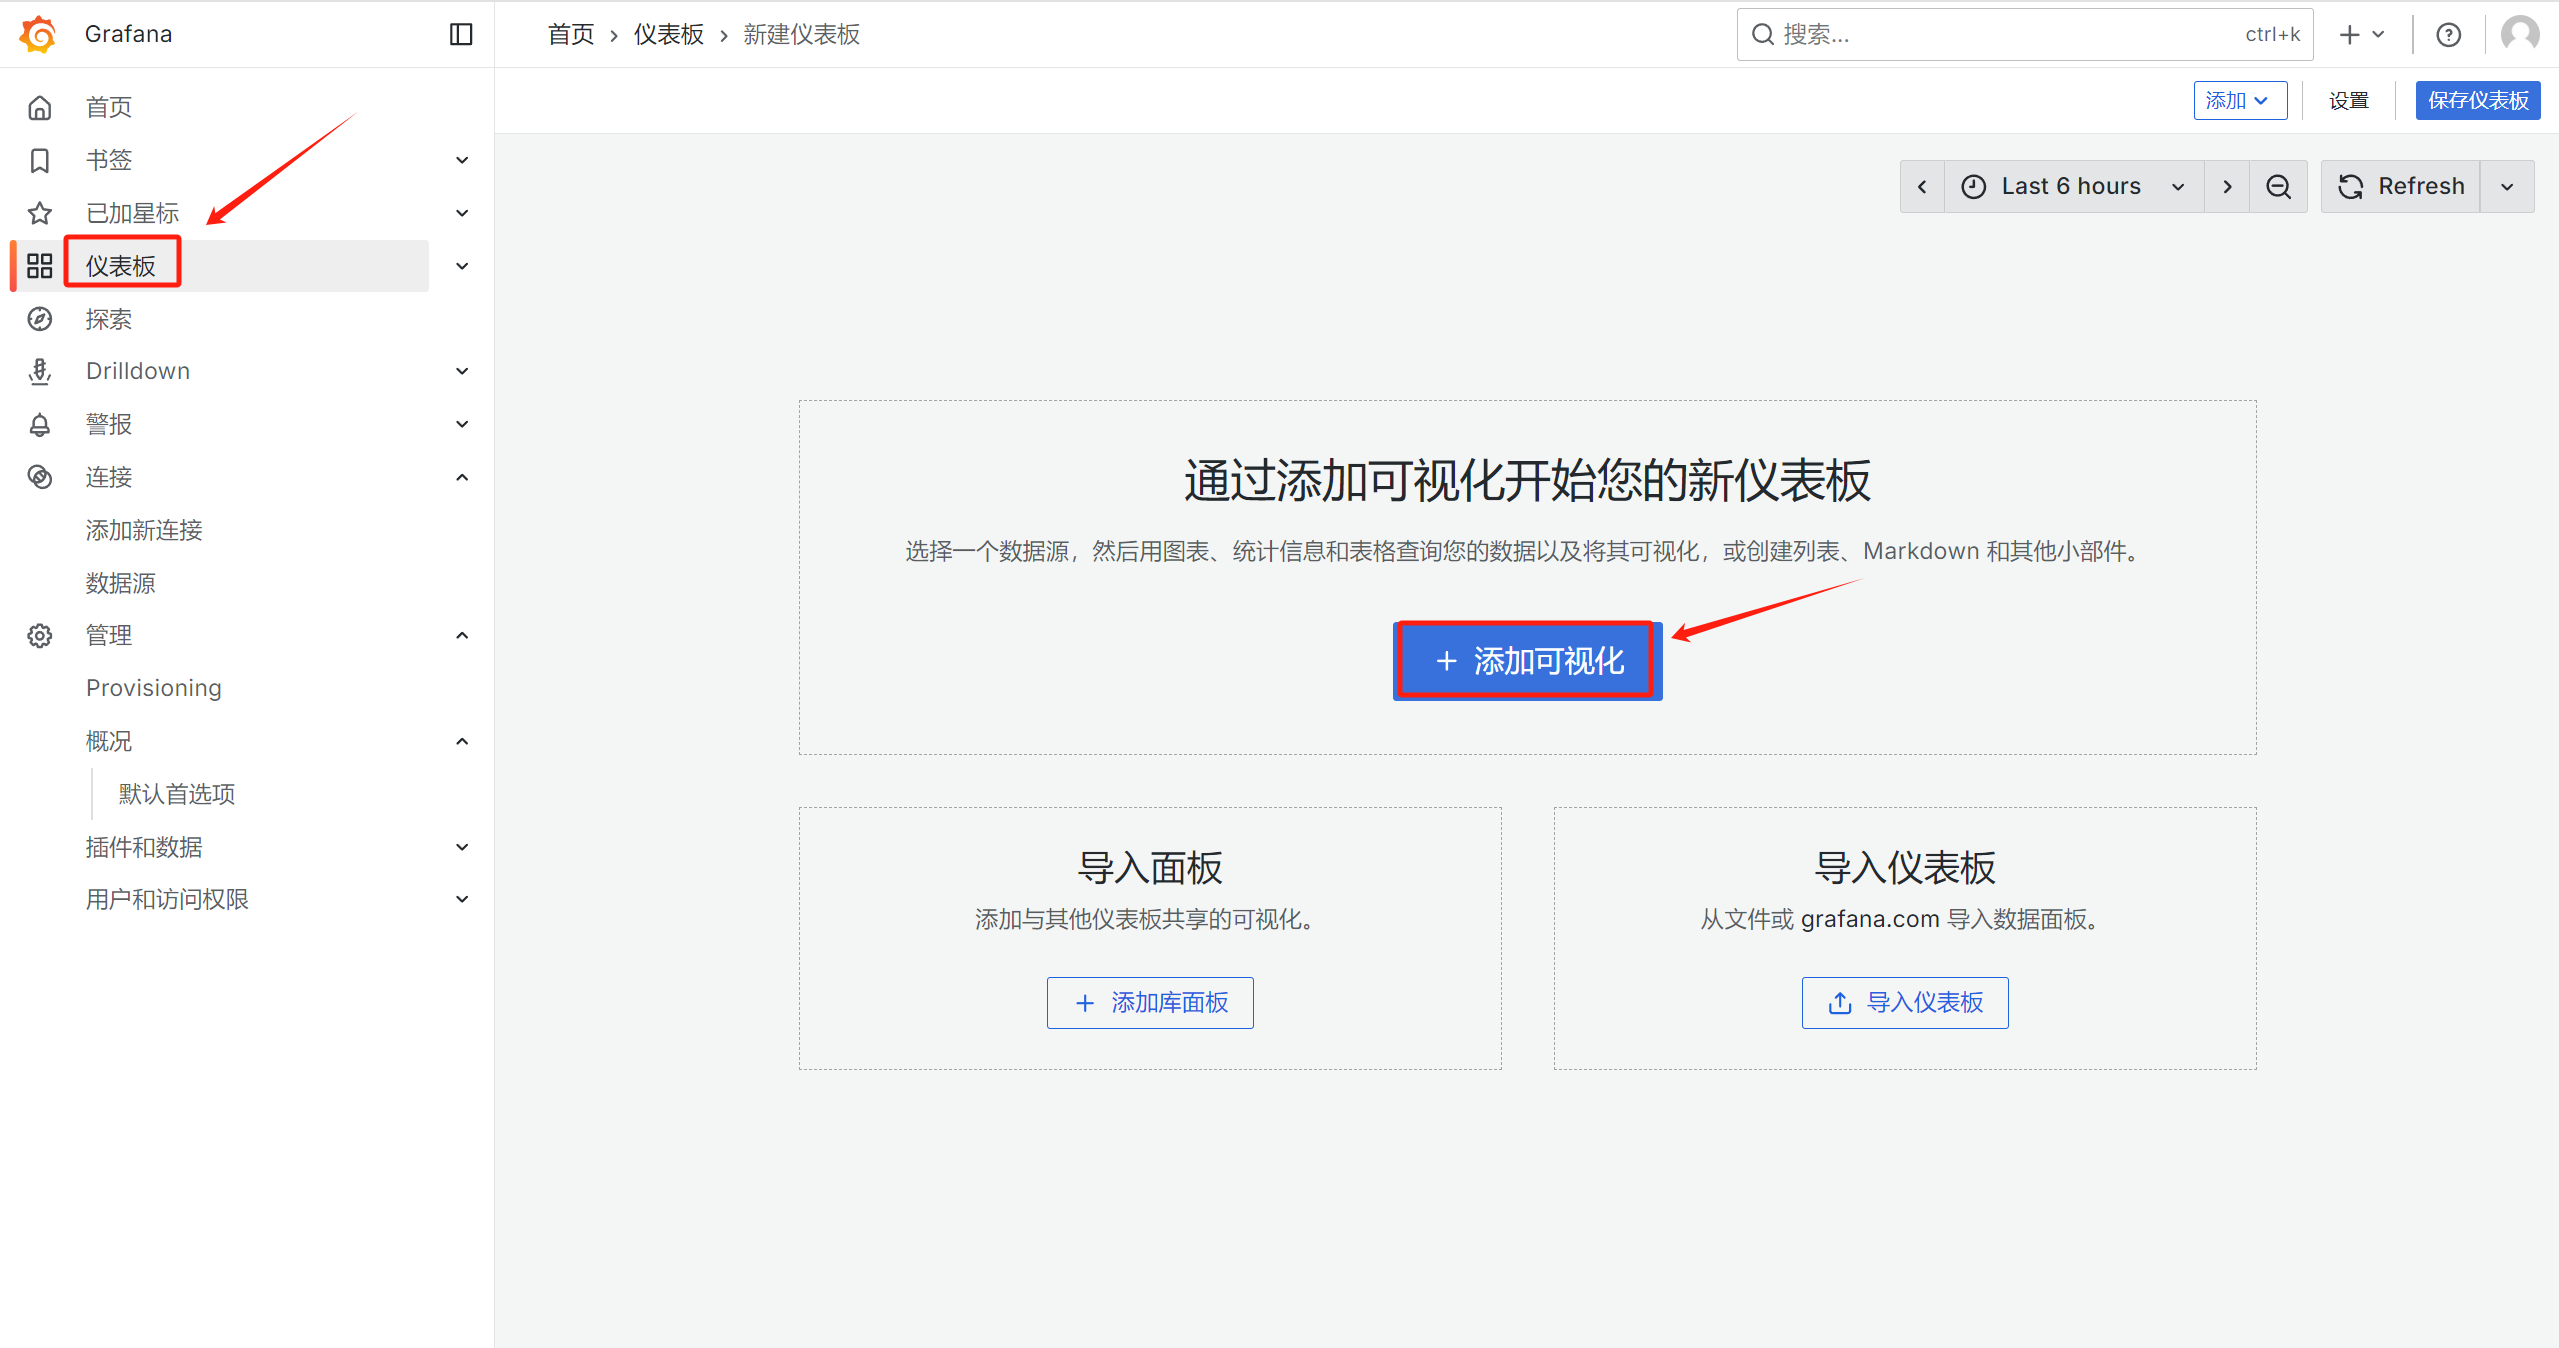 Grafana
首页 › 仪表板 › 新建仪表板
搜索...
ctrl+k
添加
设置
保存仪表板
首页
书签
已加星标
仪表板
探索
Drilldown
警报
连接
添加新连接
数据源
管理
Provisioning
概况
默认首选项
插件和数据
用户和访问权限
Last 6 hours
Refresh
通过添加可视化开始您的新仪表板
选择一个数据源，然后用图表、统计信息和表格查询您的数据以及将其可视化，或创建列表、Markdown 和其他小部件。
+ 添加可视化
导入面板
添加与其他仪表板共享的可视化。
+ 添加库面板
导入仪表板
从文件或 grafana.com 导入数据面板。
导入仪表板